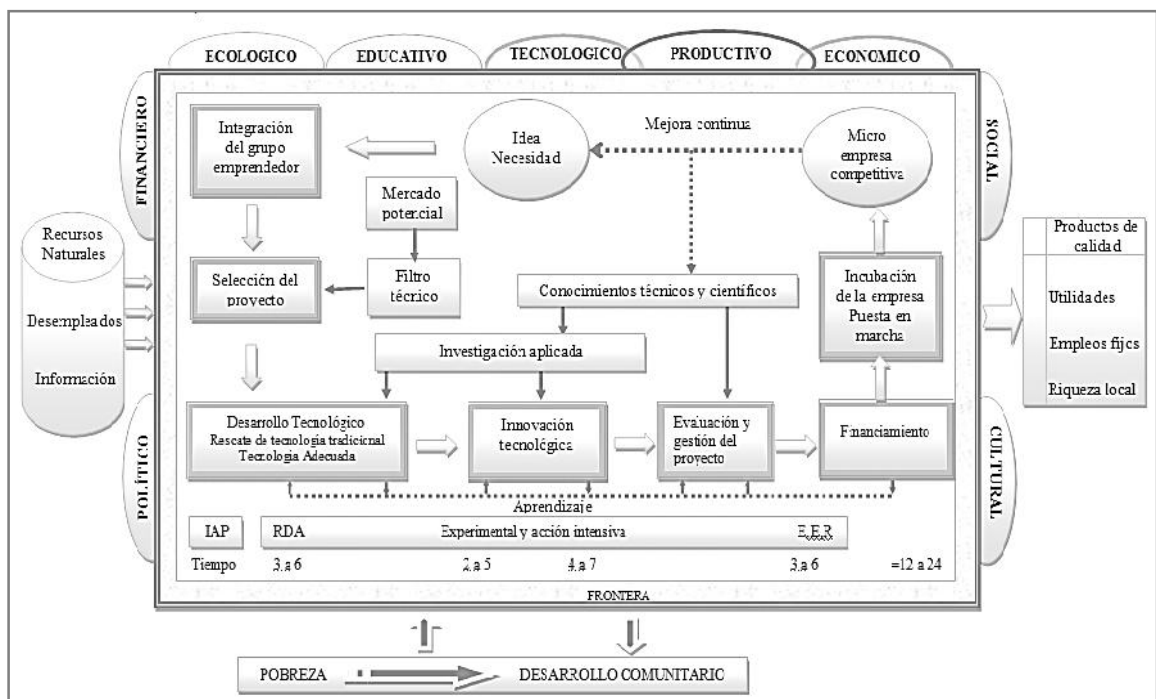 ECOLOGICO
EDUCATIVO
TECNOLOGICO
PRODUCTIVO
ECONOMICO
FINANCIERO
SOCIAL
Integración
del grupo
emprendedor
Idea
Necesidad
Mejora continua
Micro
empresa
competitiva
Mercado
potencial
Recursos
Naturales
Desempleados
Información
Selección del
proyecto
Filtro
técnico
Conocimientos técnicos y científicos
Incubación
de la empresa
Puesta en
marcha
Productos de
calidad
Utilidades
Empleos fijos
Riqueza local
Investigación aplicada
Desarrollo Tecnológico
Rescate de tecnología tradicional
Tecnología Adecuada
Innovación
tecnológica
Evaluación y
gestión del
proyecto
Financiamiento
POLÍTICO
CULTURAL
Aprendizaje
IAP
RDA
Experimental y acción intensiva
E.E.R
Tiempo
3 a 6
2 a 5
4 a 7
3 a 6
=12 a 24
FRONTERA
POBREZA
DESARROLLO COMUNITARIO